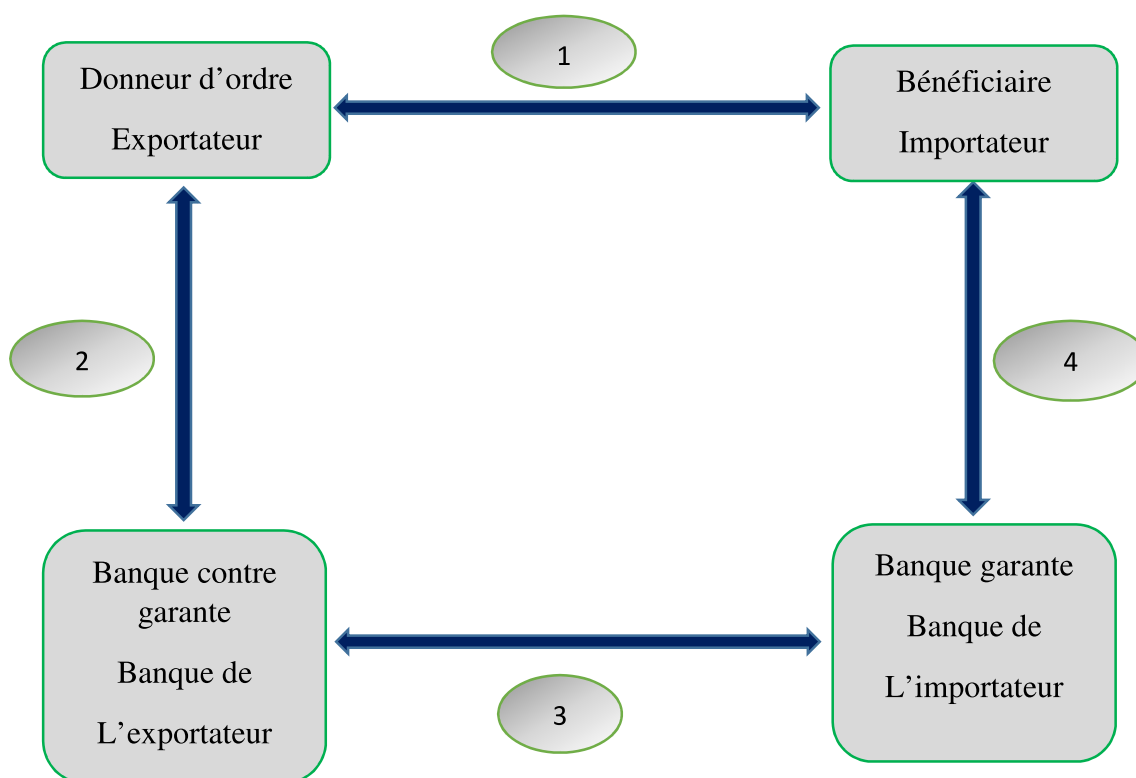 1
Donneur d’ordre
Exportateur
Bénéficiaire
Importateur
2
4
Banque contre
garante
Banque de
L’exportateur
Banque garante
Banque de
L’importateur
3